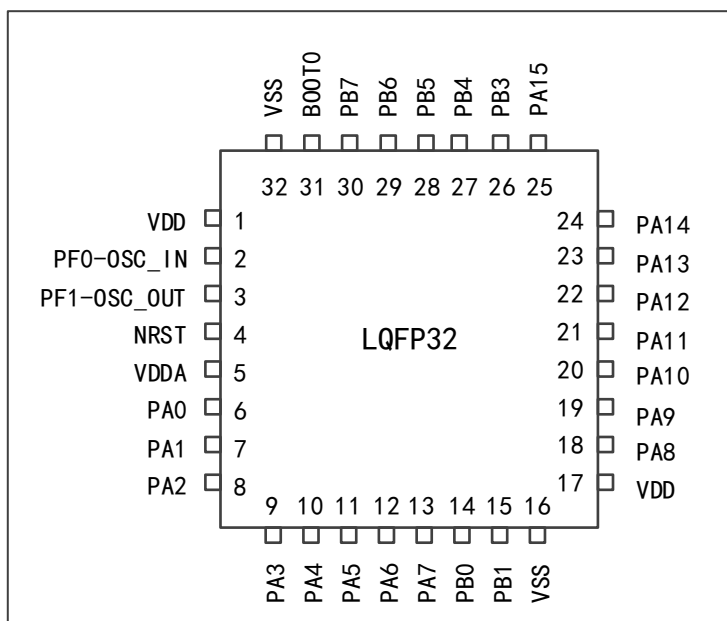 VSS
BOOT0
PB7
PB6
PB5
PB4
PB3
PA15
32 31 30 29 28 27 26 25
VDD 1
PF0-OSC_IN 2
PF1-OSC_OUT 3
NRST 4
VDDA 5
PA0 6
PA1 7
PA2 8
LQFP32
24 PA14
23 PA13
22 PA12
21 PA11
20 PA10
19 PA9
18 PA8
17 VDD
9 10 11 12 13 14 15 16
PA3
PA4
PA5
PA6
PA7
PB0
PB1
VSS